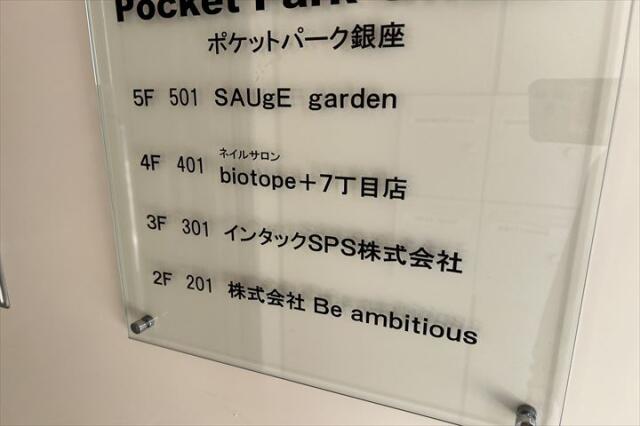 Pocket Park
ポケットパーク銀座
5F 501 SAUgE garden
ネイルサロン
4F 401 biotope+7丁目店
3F 301 インタックSPS株式会社
2F 201 株式会社 Be ambitious